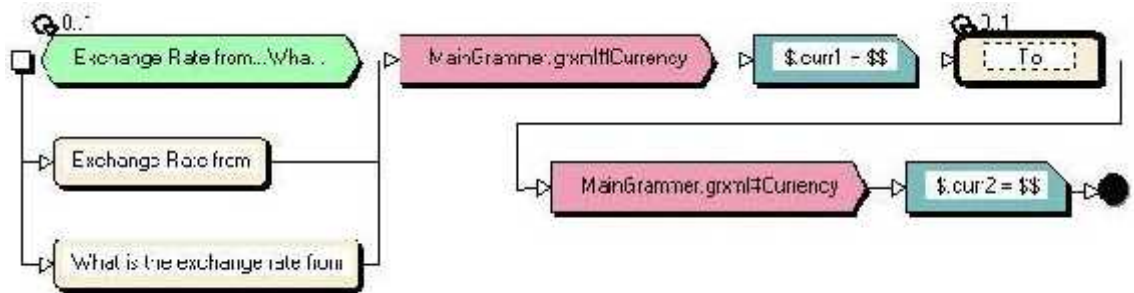 0..1
0..1
Exchange Rate from...Wha...
MainGrammer.grxml#Currency
$.curr1 = $$
To
Exchange Rate from
MainGrammer.grxml#Currency
$.curr2 = $$
What is the exchange rate from